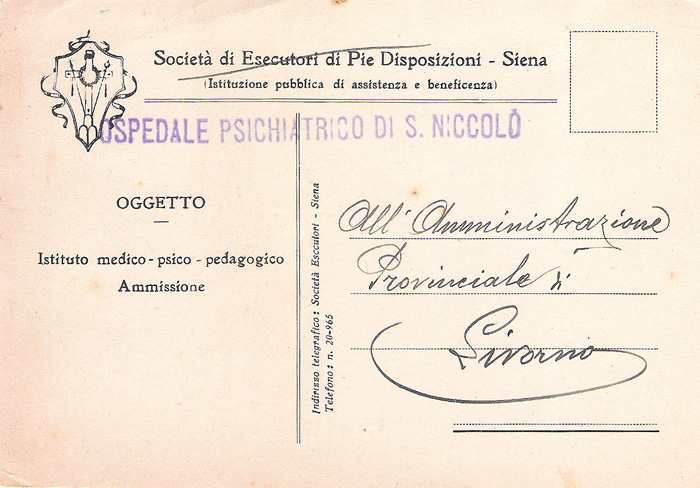 Società di Esecutori di Pie Disposizioni - Siena
(Istituzione pubblica di assistenza e beneficenza)
OSPEDALE PSICHIATRICO DI S. NICCOLÒ
OGGETTO
Istituto medico - psico - pedagogico
Ammissione
Indirizzo telegrafico: Società Esecutori - Siena
Telefono: n. 20-965
All' Amministrazione
Provinciale di
Livorno